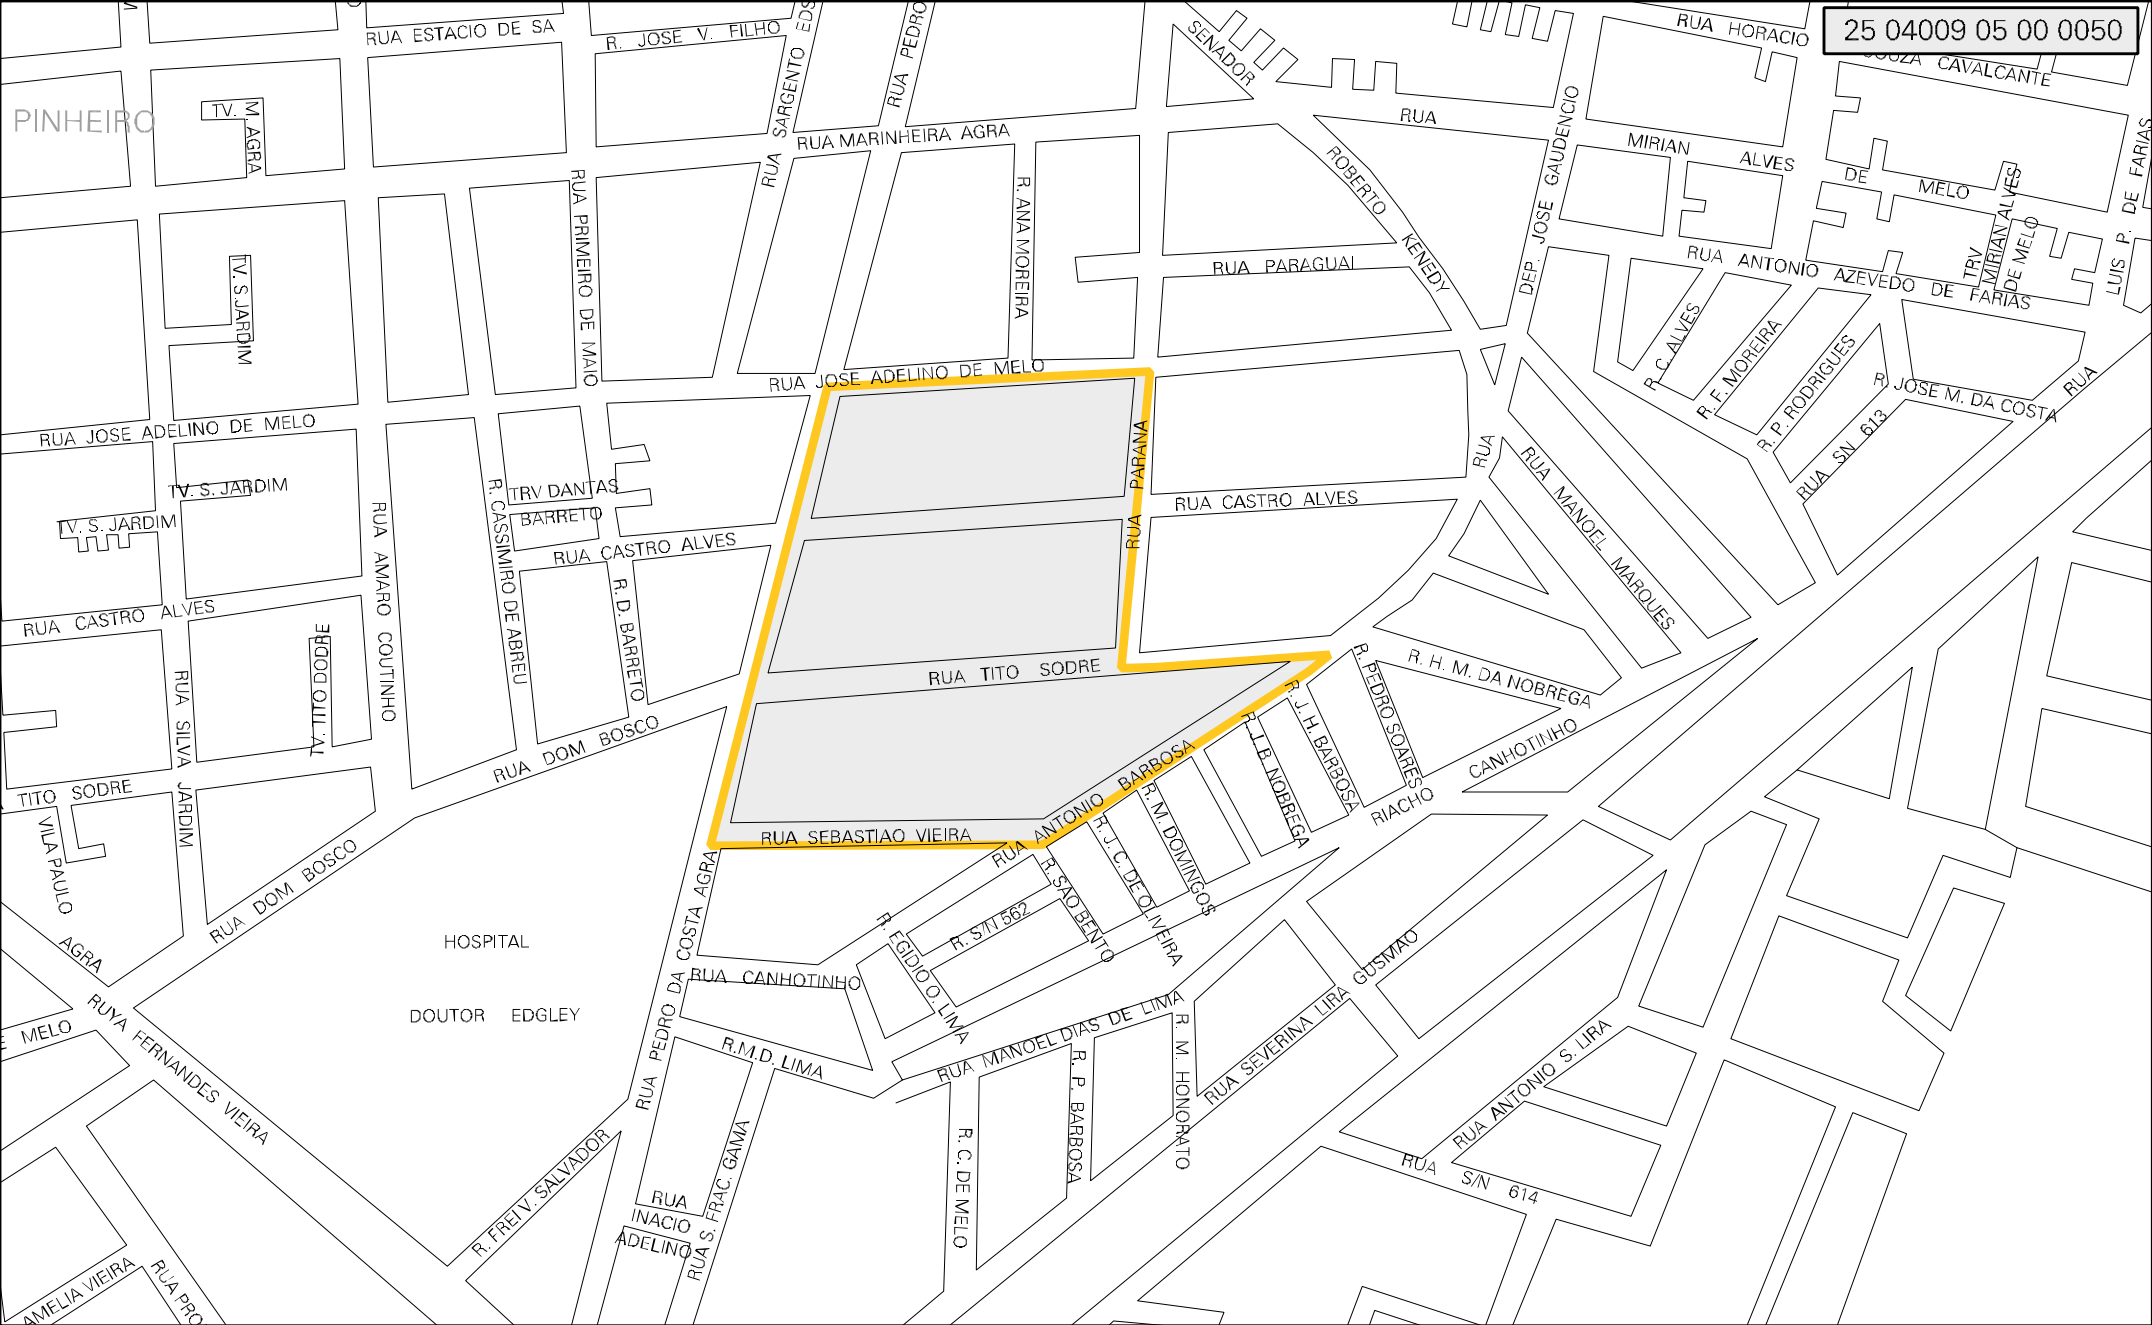 25 04009 05 00 0050
RUA ESTACIO DE SA
R. JOSE V. FILHO
RUA SARGENTO EDS
RUA PEDRO
SENADOR
RUA HORACIO
SOUZA CAVALCANTE
PINHEIRO
TV. M. AGRA
RUA MARINHEIRA AGRA
RUA
MIRIAN ALVES DE MELO
DEP. JOSE GAUDENCIO
ROBERTO KENEDY
LUIS P. DE FARIAS
TRV
MIRIAN ALVES
DE MELO
RUA PRIMEIRO DE MAIO
R. ANA MOREIRA
RUA PARAGUAI
RUA ANTONIO AZEVEDO DE FARIAS
TV. S. JARDIM
R. C. ALVES
R. F. MOREIRA
R. P. RODRIGUES
R. JOSE M. DA COSTA
RUA SN 613
RUA
RUA JOSE ADELINO DE MELO
RUA JOSE ADELINO DE MELO
RUA PARANA
RUA
RUA MANOEL MARQUES
TV. S. JARDIM
TV. S. JARDIM
TRV DANTAS
BARRETO
RUA CASTRO ALVES
RUA CASTRO ALVES
RUA CASTRO ALVES
RUA AMARO COUTINHO
R. CASSIMIRO DE ABREU
R. D. BARRETO
TV. TITO DODRE
RUA SILVA JARDIM
RUA TITO SODRE
TITO SODRE
VILA PAULO
RUA DOM BOSCO
RUA DOM BOSCO
R. H. M. DA NOBREGA
R. PEDRO SOARES
R. J. H. BARBOSA
R. J. B. NOBREGA
R. M. DOMINGOS
R. J. C. DE OLIVEIRA
R. SAO BENTO
RIACHO CANHOTINHO
RUA SEBASTIAO VIEIRA
RUA ANTONIO BARBOSA
R. S/N 562
R. EGIDIO O. LIMA
RUA PEDRO DA COSTA AGRA
RUA CANHOTINHO
HOSPITAL
DOUTOR EDGLEY
AGRA
RUYA FERNANDES VIEIRA
E MELO
R.M.D. LIMA
RUA MANOEL DIAS DE LIMA
RUA SEVERINA LIRA GUSMAO
R. M. HONORATO
R. P. BARBOSA
R. C. DE MELO
RUA ANTONIO S. LIRA
RUA S/N 614
R. FREI V. SALVADOR
RUA
INACIO
ADELINO
RUA S. FRAC. GAMA
AMELIA VIEIRA
RUA PRO